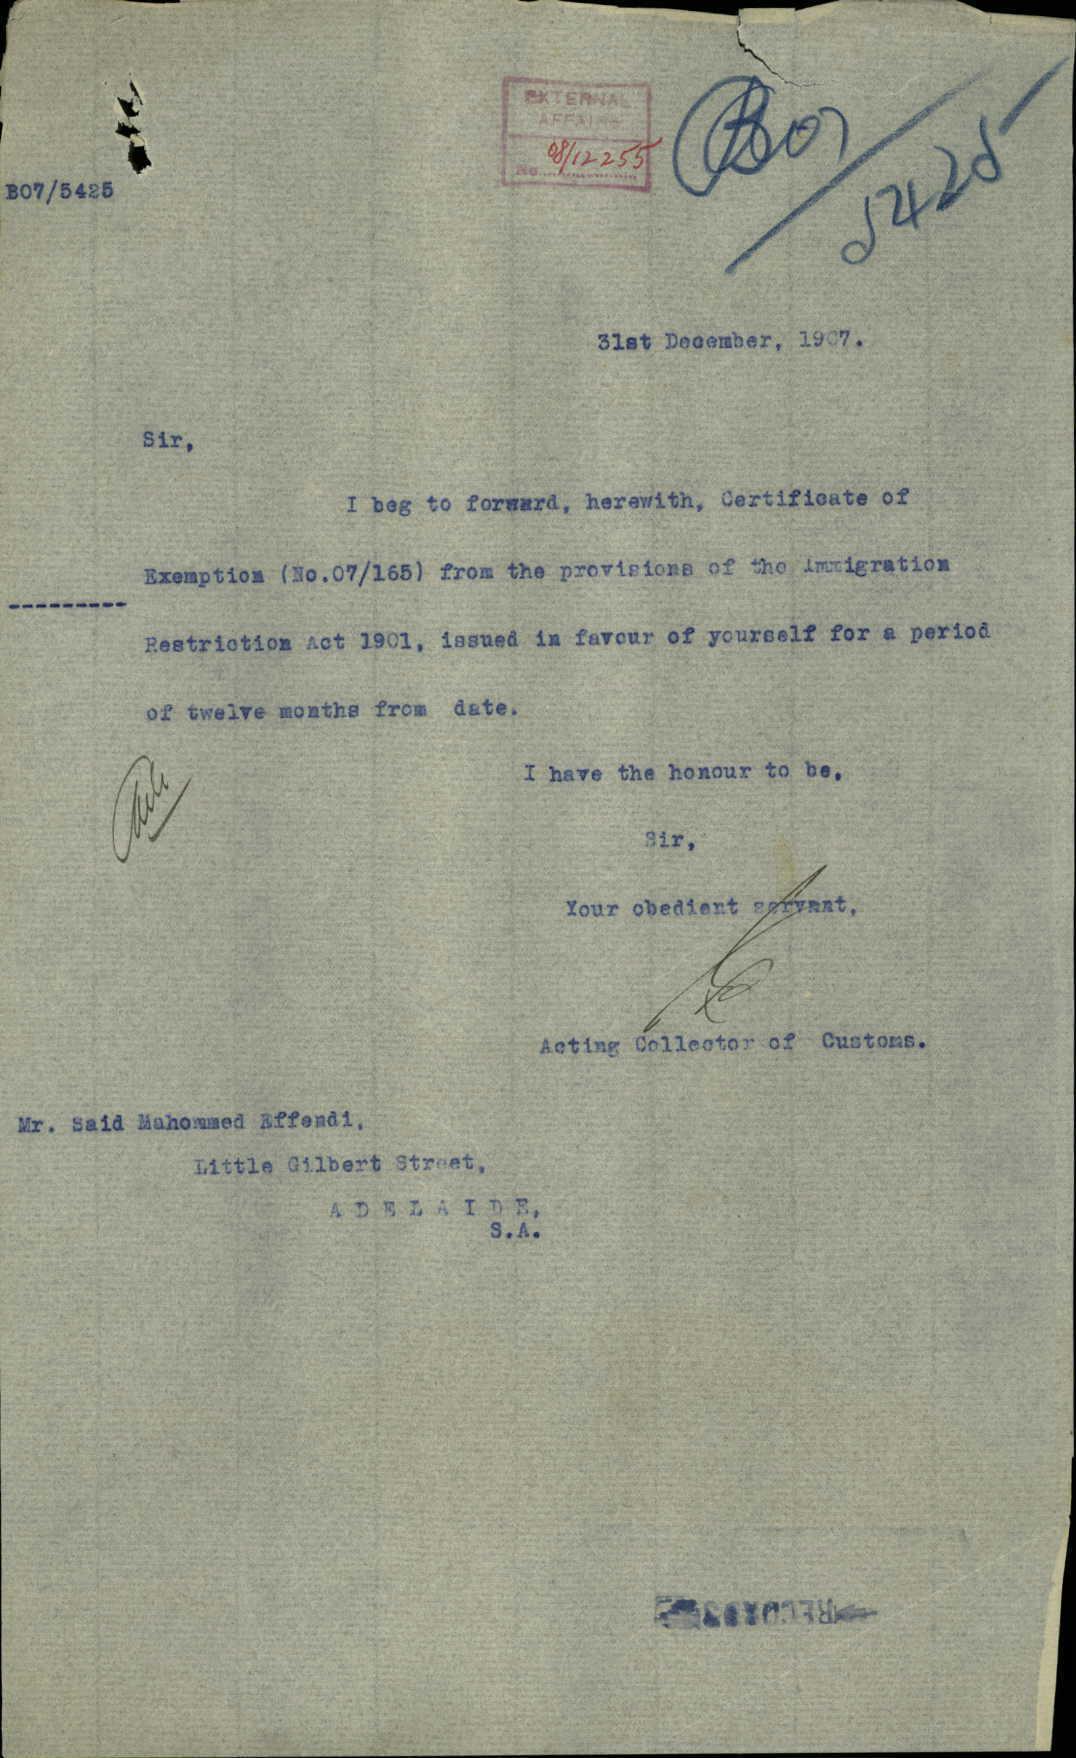 EXTERNAL
AFFAIRS
No. 08/12255
B07
5425
B07/5425
31st December, 1907.
Sir,
I beg to forward, herewith, Certificate of
Exemption (No.07/165) from the provisions of the Immigration
---------
Restriction Act 1901, issued in favour of yourself for a period
of twelve months from date.
I have the honour to be,
Sir,
Your obedient servant,
Acting Collector of Customs.
Mr. Said Mahommed Effendi,
Little Gilbert Street,
ADELAIDE,
S.A.
RECORDS